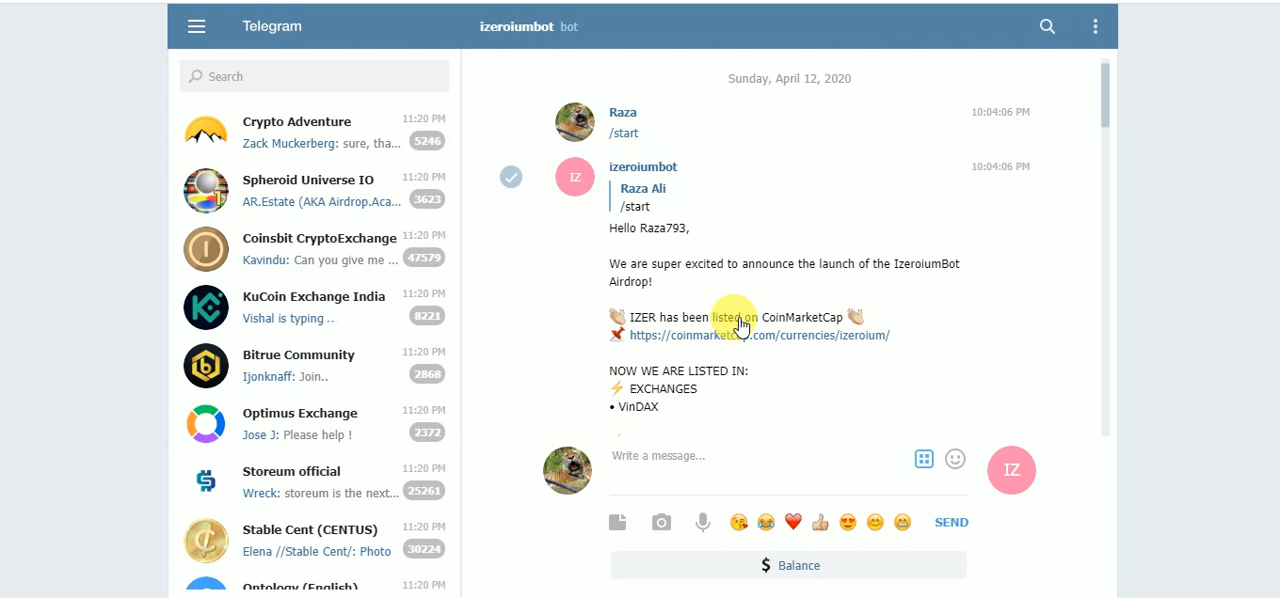 Telegram
izeroiumbot bot
Search
Crypto Adventure 11:20 PM
Zack Muckerberg: sure, tha... 5246
Spheroid Universe IO 11:20 PM
AR.Estate (AKA Airdrop.Aca... 3623
Coinsbit CryptoExchange 11:20 PM
Kavindu: Can you give me ... 47579
KuCoin Exchange India 11:20 PM
Vishal is typing .. 8221
Bitrue Community 11:20 PM
Ijonknaff: Join.. 2868
Optimus Exchange 11:20 PM
Jose J: Please help ! 2372
Storeum official 11:20 PM
Wreck: storeum is the next... 25261
Stable Cent (CENTUS) 11:20 PM
Elena //Stable Cent/: Photo 30224
Ontology (English) 11:20 PM
Sunday, April 12, 2020
Raza 10:04:06 PM
/start
izeroiumbot 10:04:06 PM
IZ
Raza Ali
/start
Hello Raza793,
We are super excited to announce the launch of the IzeroiumBot
Airdrop!
👏🏻 IZER has been listed on CoinMarketCap 👏🏻
📌 https://coinmarketcap.com/currencies/izeroium/
NOW WE ARE LISTED IN:
⚡ EXCHANGES
• VinDAX
Write a message...
IZ
SEND
$ Balance